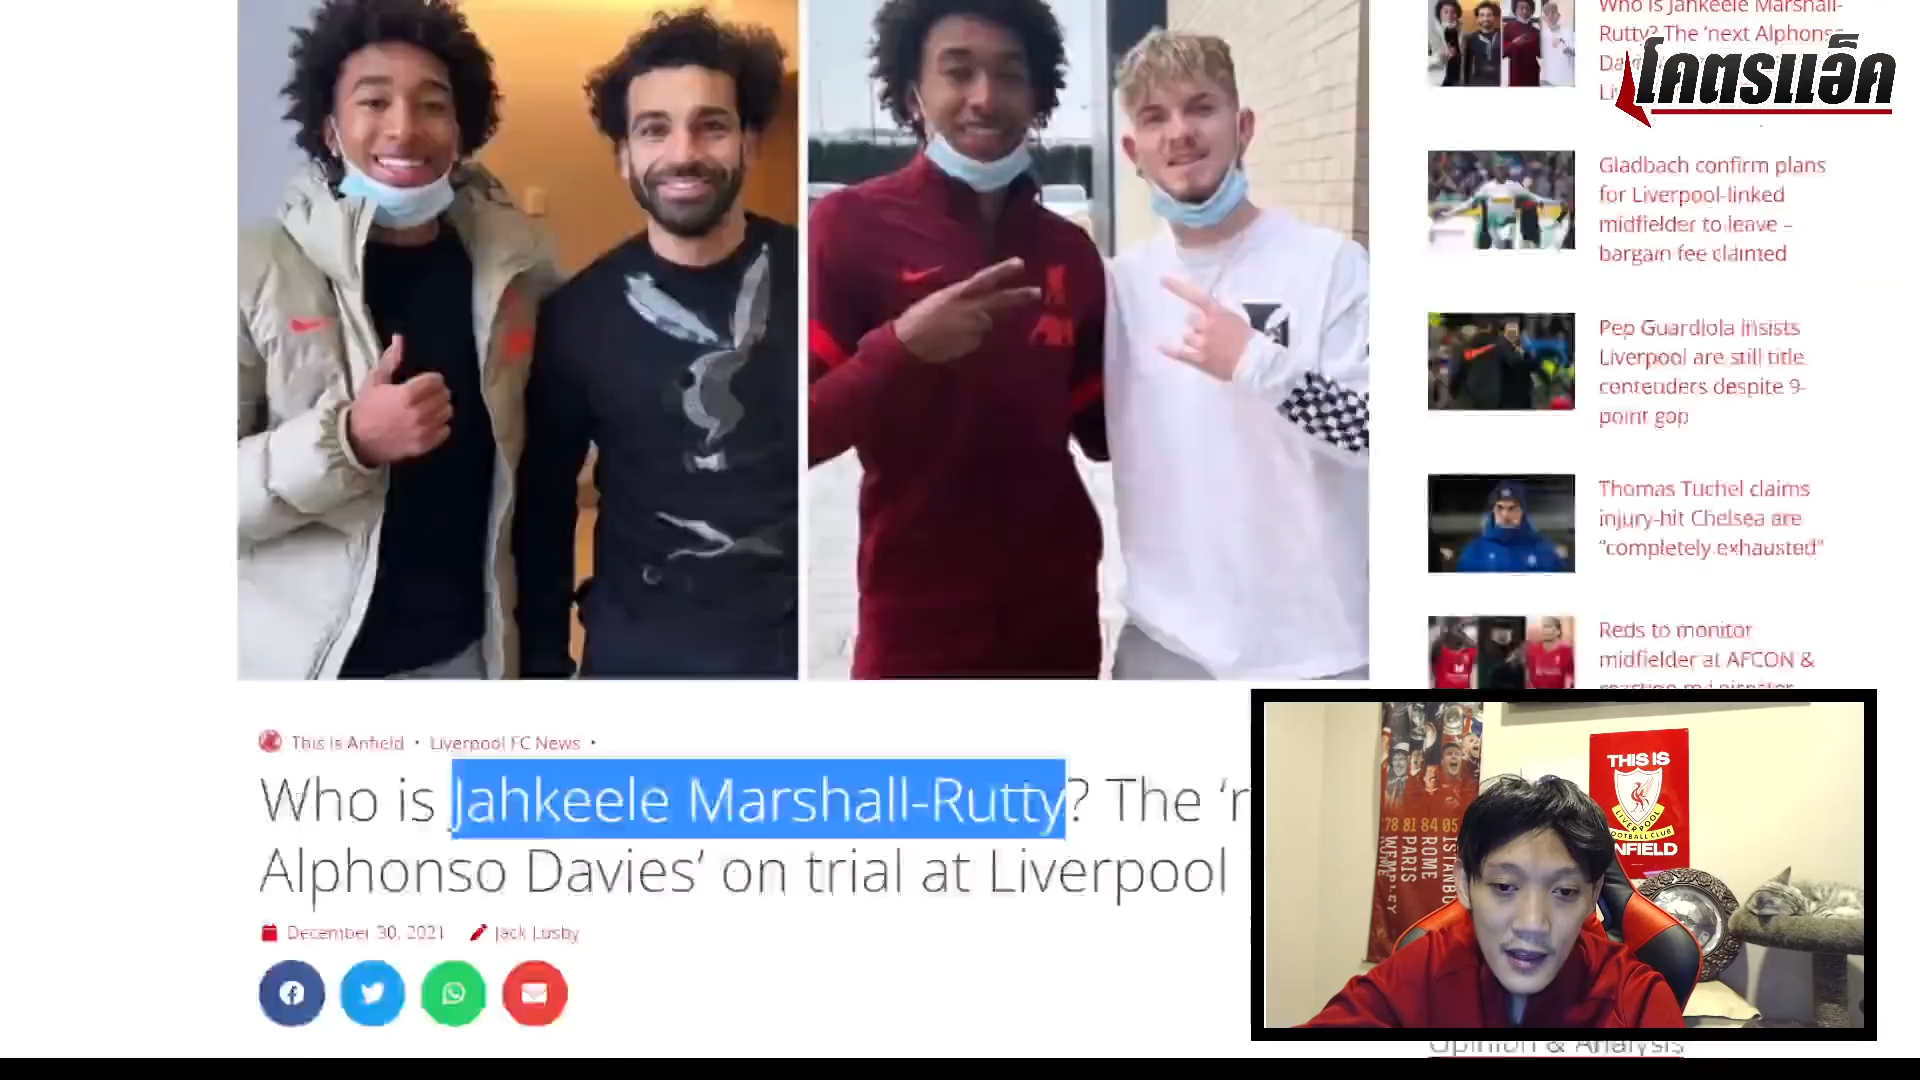 Who is Jahkeele Marshall-
Rutty? The ‘next Alphonso
โคตรแอ็ค
Gladbach confirm plans
for Liverpool-linked
midfielder to leave –
bargain fee claimed
Pep Guardiola insists
Liverpool are still title
contenders despite 9-
point gap
Thomas Tuchel claims
injury-hit Chelsea are
“completely exhausted”
Reds to monitor
midfielder at AFCON &
This Is Anfield • Liverpool FC News •
Who is Jahkeele Marshall-Rutty? The ‘
Alphonso Davies’ on trial at Liverpool
December 30, 2021 Jack Lusby
78 81 84 05
WEMBLEY
PARIS
ROME
ROME
THIS IS
LIVERPOOL
FOOTBALL CLUB
NFIELD
Opinion & Analysis